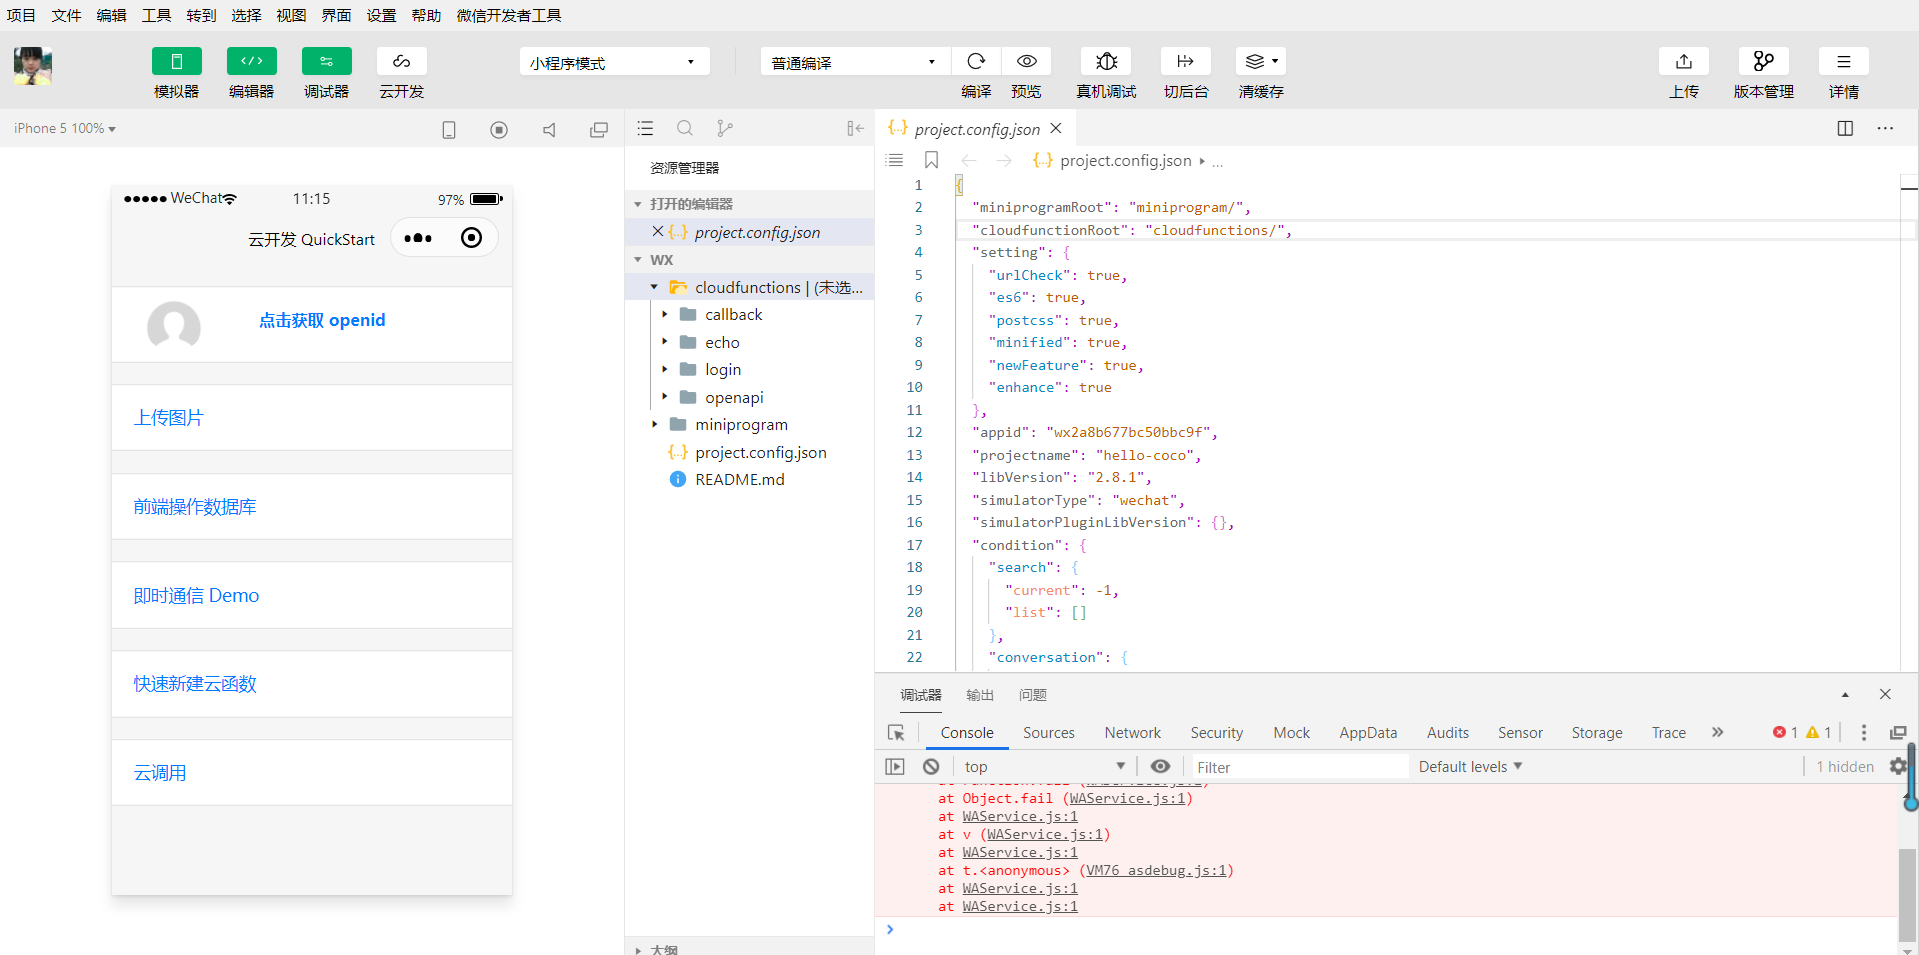 项目 文件 编辑 工具 转到 选择 视图 界面 设置 帮助 微信开发者工具
小程序模式 普通编译
模拟器 编辑器 调试器 云开发 编译 预览 真机调试 切后台 清缓存 上传 版本管理 详情
iPhone 5 100%
WeChat 11:15 97%
云开发 QuickStart
点击获取 openid
上传图片
前端操作数据库
即时通信 Demo
快速新建云函数
云调用
资源管理器
打开的编辑器
project.config.json
WX
cloudfunctions | (未选...
callback
echo
login
openapi
miniprogram
project.config.json
README.md
大纲
project.config.json
project.config.json ...
1 {
2 "miniprogramRoot": "miniprogram/",
3 "cloudfunctionRoot": "cloudfunctions/",
4 "setting": {
5 "urlCheck": true,
6 "es6": true,
7 "postcss": true,
8 "minified": true,
9 "newFeature": true,
10 "enhance": true
11 },
12 "appid": "wx2a8b677bc50bbc9f",
13 "projectname": "hello-coco",
14 "libVersion": "2.8.1",
15 "simulatorType": "wechat",
16 "simulatorPluginLibVersion": {},
17 "condition": {
18 "search": {
19 "current": -1,
20 "list": []
21 },
22 "conversation": {
调试器 输出 问题
Console Sources Network Security Mock AppData Audits Sensor Storage Trace 1 1
top Filter Default levels 1 hidden
at Function.fail (WAService.js:1)
at Object.fail (WAService.js:1)
at WAService.js:1
at v (WAService.js:1)
at WAService.js:1
at t.<anonymous> (VM76 asdebug.js:1)
at WAService.js:1
at WAService.js:1